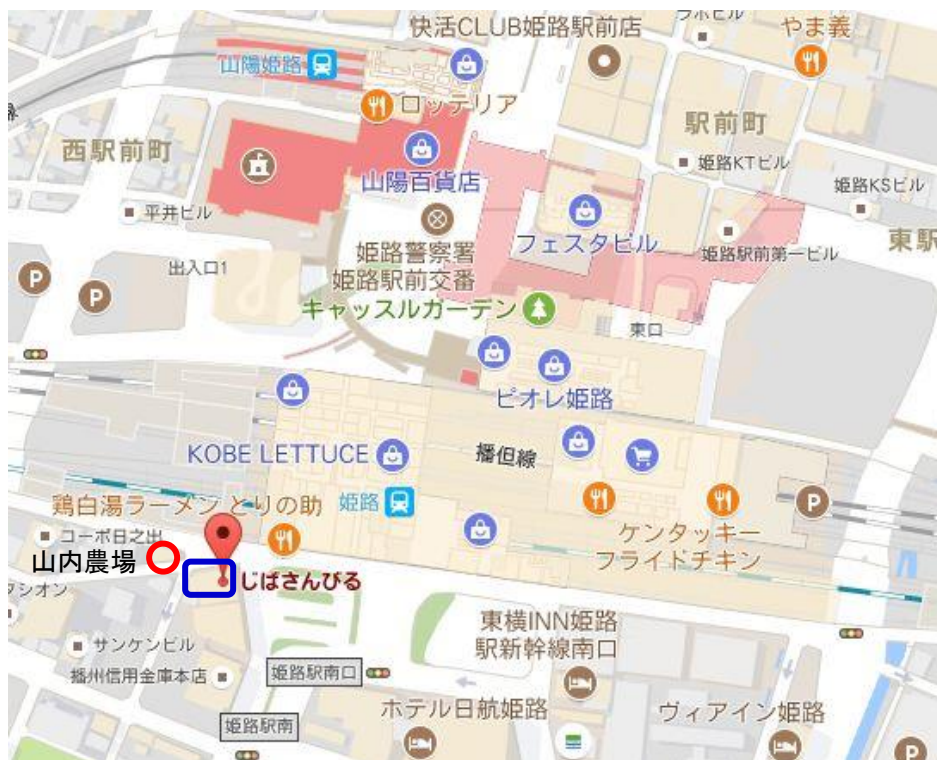 快活CLUB姫路駅前店
やま義
山陽姫路
ロッテリア
駅前町
西駅前町
姫路KTビル
山陽百貨店
姫路KSビル
平井ビル
フェスタビル
東駅
姫路警察署
姫路駅前交番
姫路駅前第一ビル
出入口1
P
P
キャッスルガーデン
東口
ピオレ姫路
KOBE LETTUCE
播但線
鶏白湯ラーメン とりの助
姫路
P
ケンタッキー
フライドチキン
コーポ日之出
山内農場
じばさんびる
サンケンビル
東横INN姫路
駅新幹線南口
播州信用金庫本店
姫路駅南口
姫路駅南
ホテル日航姫路
ヴィアイン姫路
P